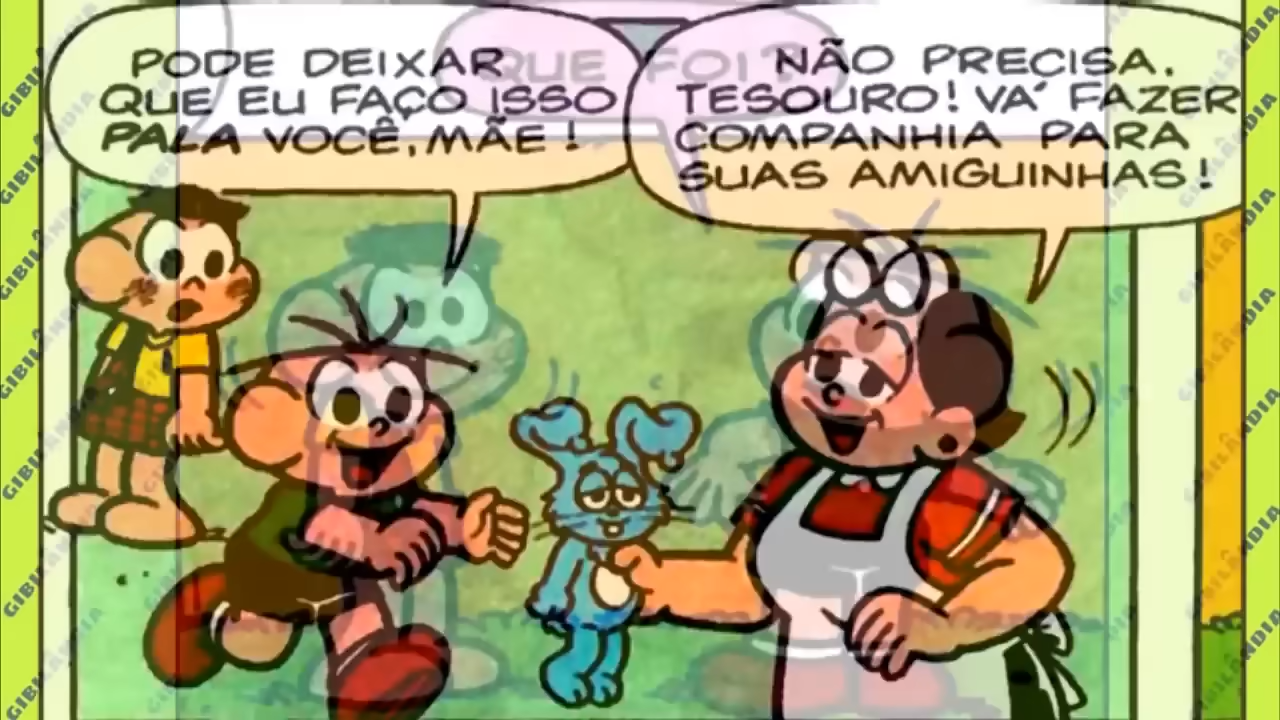 PODE DEIXAR
QUE EU FAÇO ISSO
PALA VOCÊ, MÃE!
QUE FOI?
NÃO PRECISA,
TESOURO! VÁ FAZER
COMPANHIA PARA
SUAS AMIGUINHAS!
GIBILÂNDIA